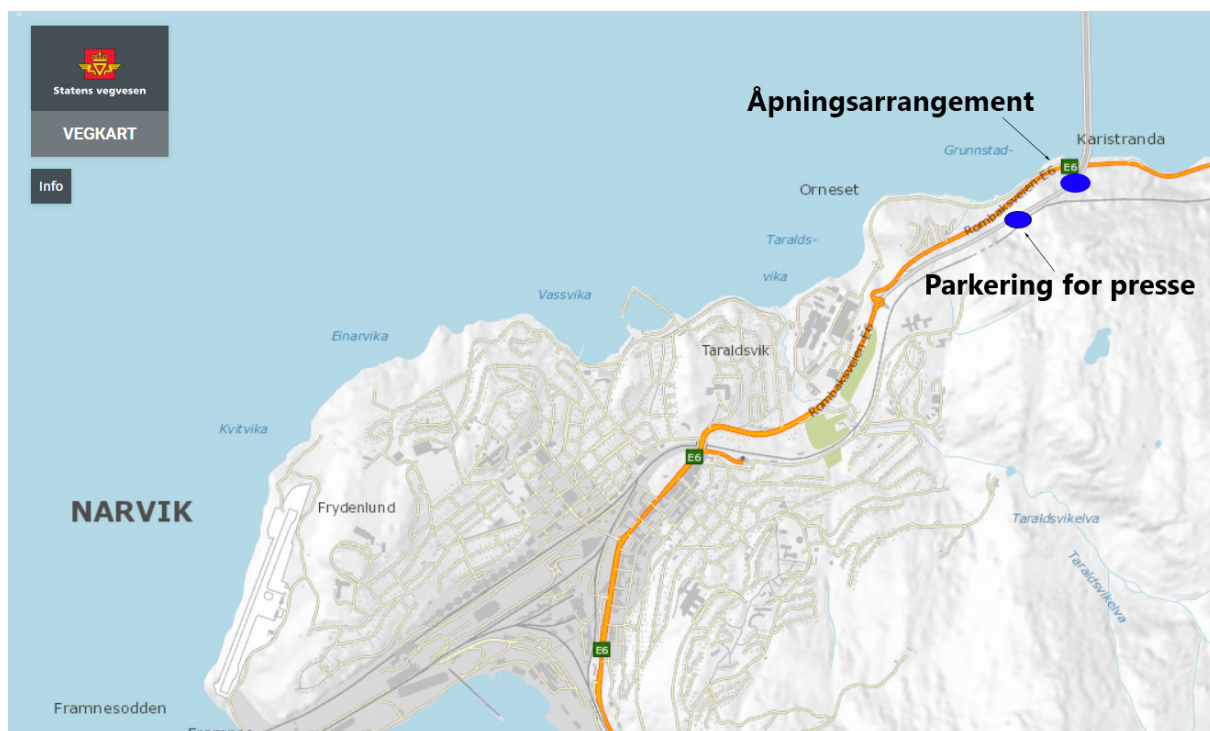 Statens vegvesen
VEGKART
Info
Åpningsarrangement
Karistranda
Grunnstad-
E6
Rombaksveien E6
Orneset
Taralds-
vika
Parkering for presse
Vassvika
Einarvika
Taraldsvik
Rombaksveien E6
Kvitvika
E6
NARVIK
Frydenlund
Taraldsvikelva
Taraldsvikelva
E6
Framnesodden
Framnes